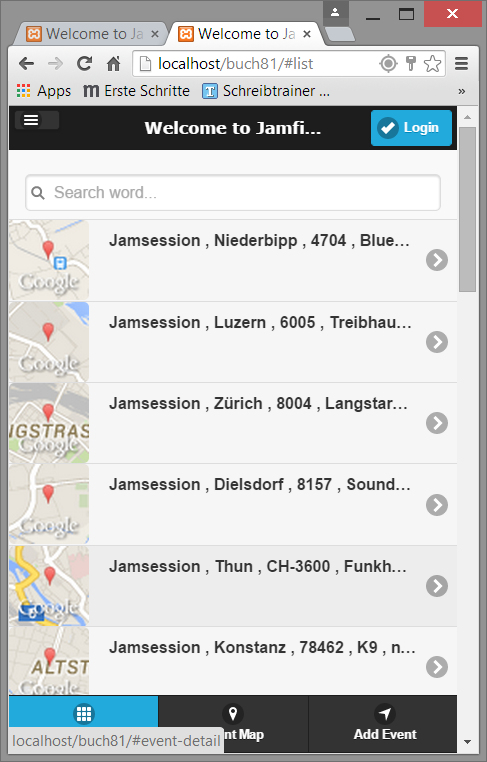 Welcome to Ja
Welcome to Ja
localhost/buch81/#list
Apps
Erste Schritte
Schreibtrainer ...
»
Welcome to Jamfi...
Login
Search word...
Google
Jamsession , Niederbipp , 4704 , Blue...
Google
Jamsession , Luzern , 6005 , Treibhau...
NGSTRAS
Google
Jamsession , Zürich , 8004 , Langstar...
Google
Jamsession , Dielsdorf , 8157 , Sound...
6
Google
Jamsession , Thun , CH-3600 , Funkh...
ALTST
Jamsession , Konstanz , 78462 , K9 , n...
localhost/buch81/#event-detail
Map
Add Event